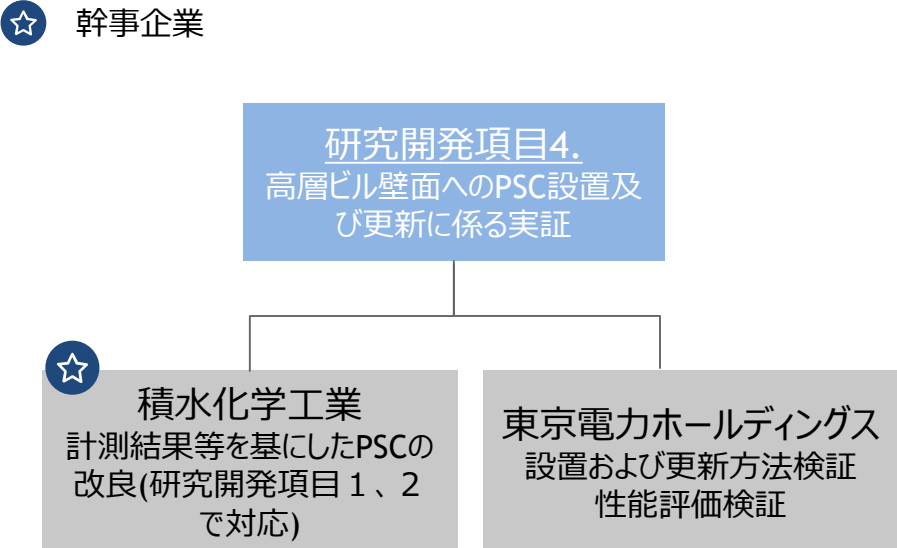 幹事企業
研究開発項目4.
高層ビル壁面へのPSC設置及
び更新に係る実証
積水化学工業
計測結果等を基にしたPSCの
改良(研究開発項目１、２
で対応)
東京電力ホールディングス
設置および更新方法検証
性能評価検証